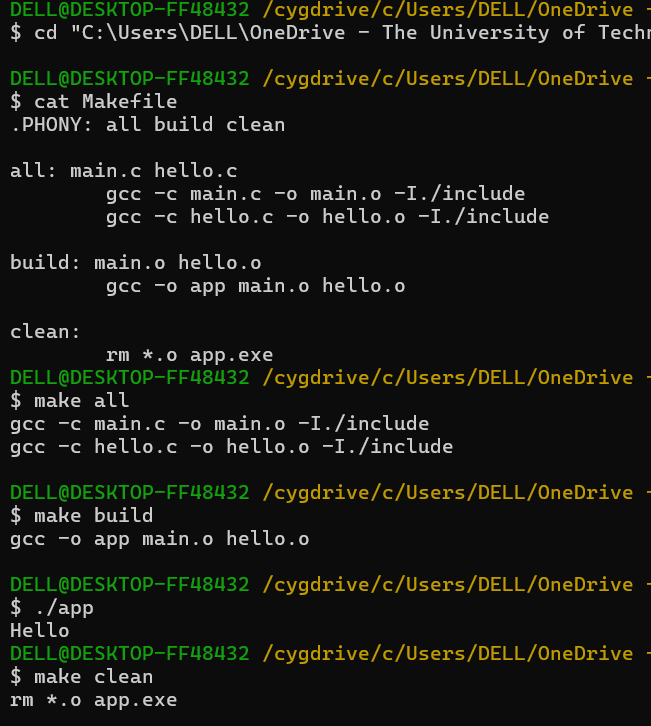 DELL@DESKTOP-FF48432 /cygdrive/c/Users/DELL/OneDrive -
$ cd "C:\Users\DELL\OneDrive - The University of Techn
DELL@DESKTOP-FF48432 /cygdrive/c/Users/DELL/OneDrive -
$ cat Makefile
.PHONY: all build clean
all: main.c hello.c
        gcc -c main.c -o main.o -I./include
        gcc -c hello.c -o hello.o -I./include
build: main.o hello.o
        gcc -o app main.o hello.o
clean:
        rm *.o app.exe
DELL@DESKTOP-FF48432 /cygdrive/c/Users/DELL/OneDrive -
$ make all
gcc -c main.c -o main.o -I./include
gcc -c hello.c -o hello.o -I./include
DELL@DESKTOP-FF48432 /cygdrive/c/Users/DELL/OneDrive -
$ make build
gcc -o app main.o hello.o
DELL@DESKTOP-FF48432 /cygdrive/c/Users/DELL/OneDrive -
$ ./app
Hello
DELL@DESKTOP-FF48432 /cygdrive/c/Users/DELL/OneDrive -
$ make clean
rm *.o app.exe